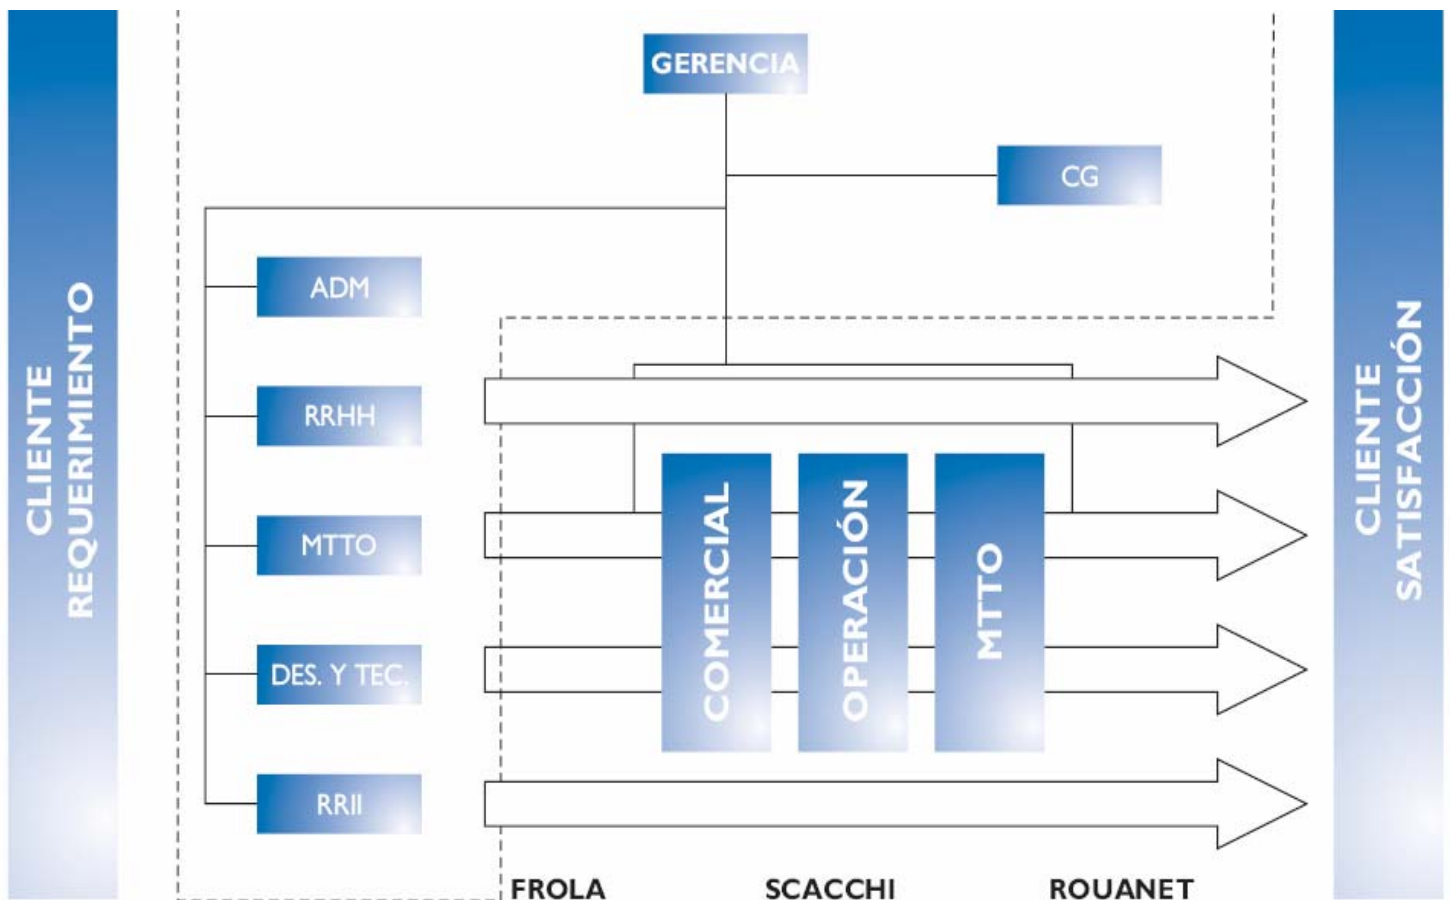 CLIENTE
REQUERIMIENTO
GERENCIA
CG
ADM
RRHH
MTTO
DES. Y TEC.
RRII
COMERCIAL
OPERACIÓN
MTTO
FROLA
SCACCHI
ROUANET
CLIENTE
SATISFACCIÓN